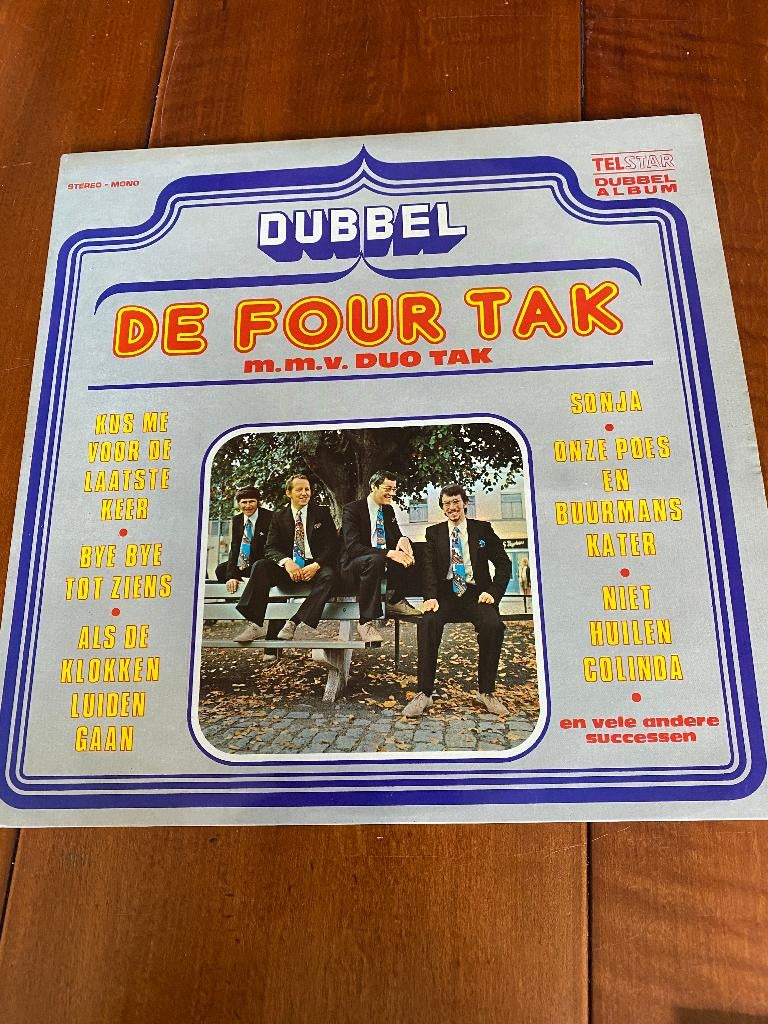 STEREO - MONO
TELSTAR
DUBBEL
ALBUM
DUBBEL
DE FOUR TAK
m.m.v. DUO TAK
KUS ME
VOOR DE
LAATSTE
KEER
•
BYE BYE
TOT ZIENS
•
ALS DE
KLOKKEN
LUIDEN
GAAN
SONJA
•
ONZE POES
EN
BUURMANS
KATER
•
NIET
HUILEN
COLINDA
•
en vele andere
successen